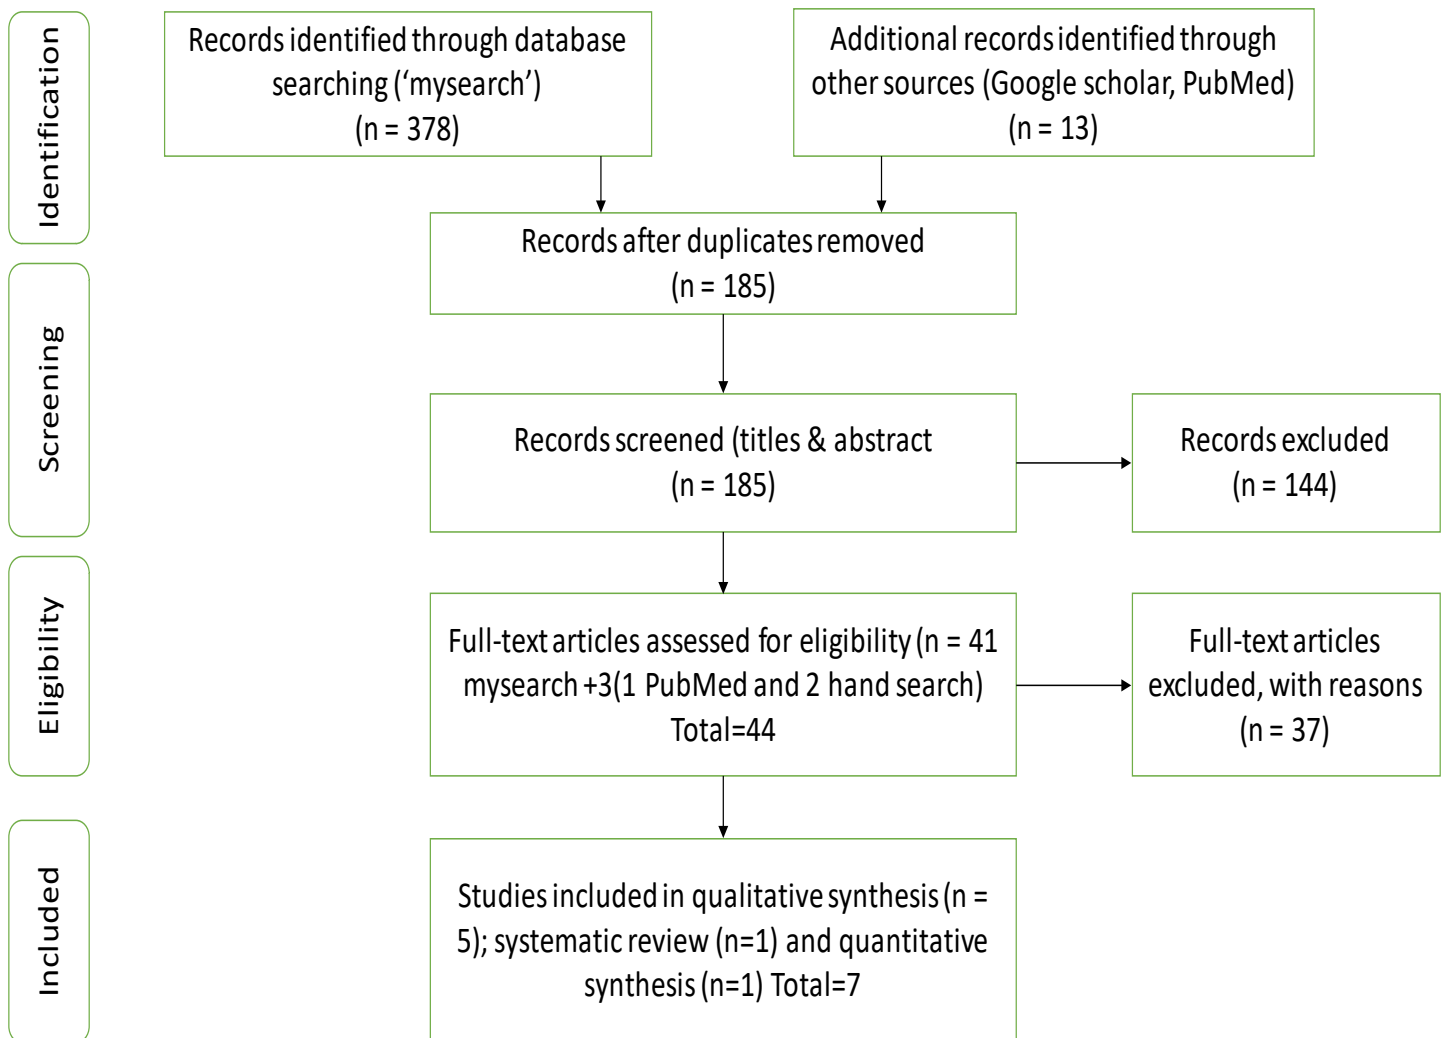 Identification
Records identified through database
searching (‘mysearch’)
(n = 378)
Additional records identified through
other sources (Google scholar, PubMed)
(n = 13)
Records after duplicates removed
(n = 185)
Screening
Records screened (titles & abstract
(n = 185)
Records excluded
(n = 144)
Eligibility
Full-text articles assessed for eligibility (n = 41
mysearch +3(1 PubMed and 2 hand search)
Total=44
Full-text articles
excluded, with reasons
(n = 37)
Included
Studies included in qualitative synthesis (n =
5); systematic review (n=1) and quantitative
synthesis (n=1) Total=7